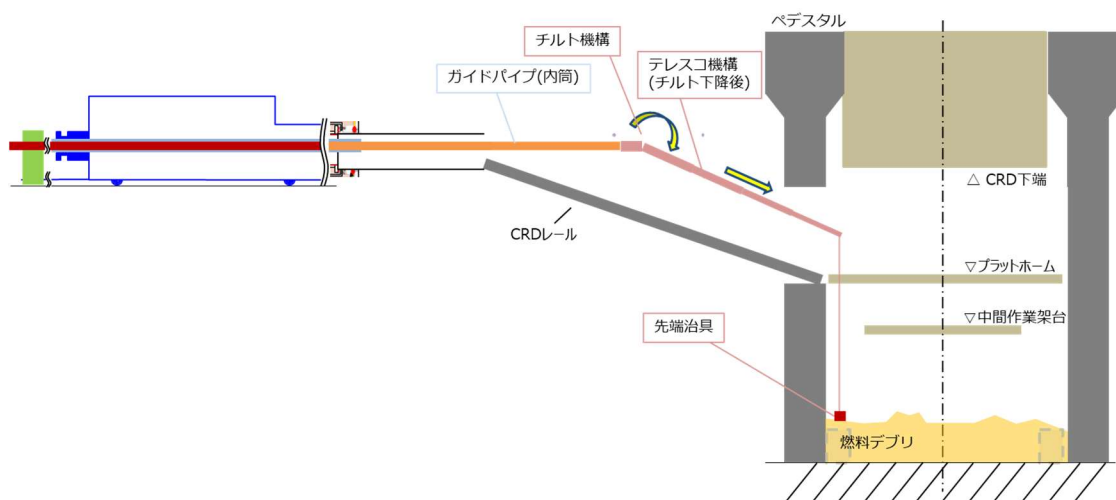 ペデスタル
チルト機構
テレスコ機構
(チルト下降後)
ガイドパイプ(内筒)
△ CRD下端
CRDレール
▽プラットホーム
▽中間作業架台
先端治具
燃料デブリ